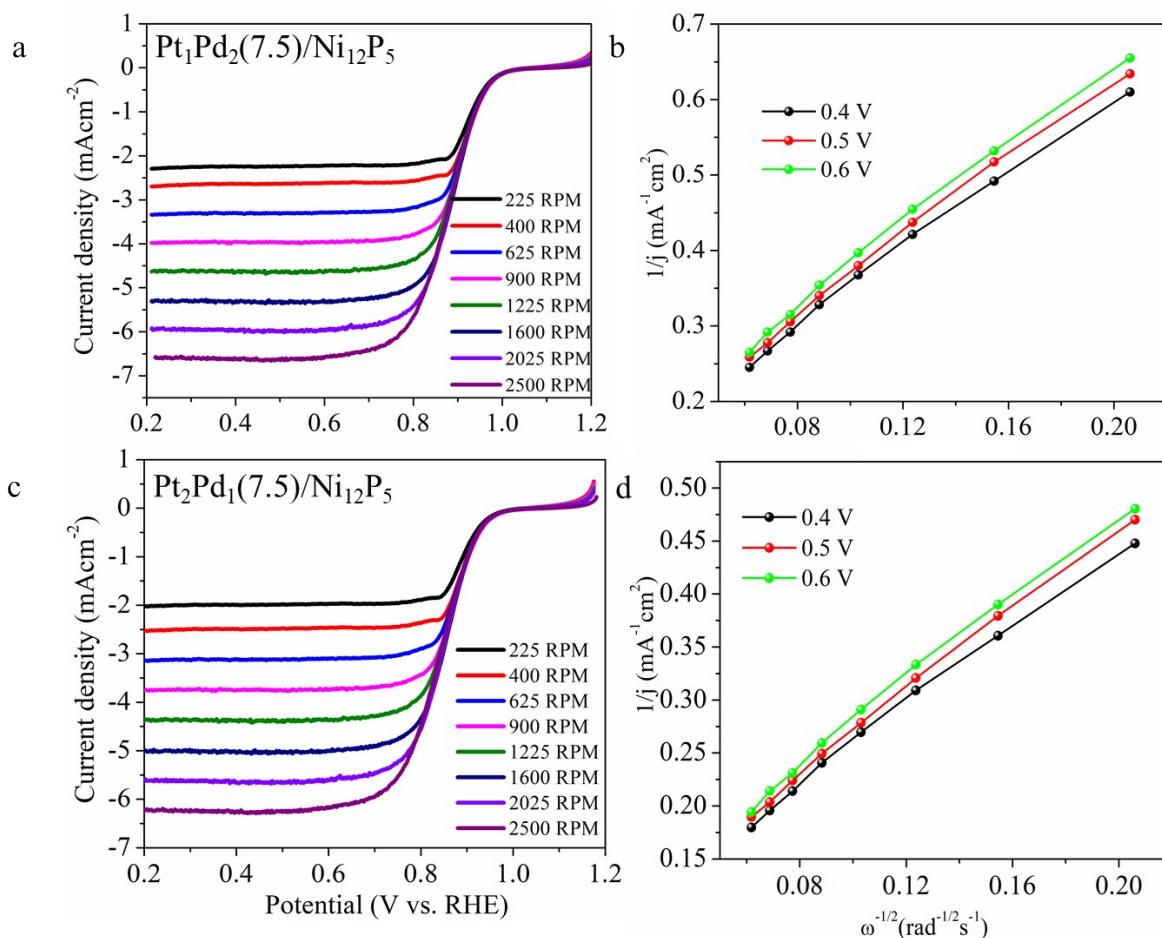 a
Pt₁Pd₂(7.5)/Ni₁₂P₅
Current density (mAcm⁻²)
1
0
-1
-2
-3
-4
-5
-6
-7
0.2 0.4 0.6 0.8 1.0 1.2
225 RPM
400 RPM
625 RPM
900 RPM
1225 RPM
1600 RPM
2025 RPM
2500 RPM
b
1/j (mA⁻¹cm²)
0.7
0.6
0.5
0.4
0.3
0.2
0.08 0.12 0.16 0.20
0.4 V
0.5 V
0.6 V
c
Pt₂Pd₁(7.5)/Ni₁₂P₅
Current density (mAcm⁻²)
1
0
-1
-2
-3
-4
-5
-6
-7
0.2 0.4 0.6 0.8 1.0 1.2
Potential (V vs. RHE)
225 RPM
400 RPM
625 RPM
900 RPM
1225 RPM
1600 RPM
2025 RPM
2500 RPM
d
1/j (mA⁻¹cm²)
0.50
0.45
0.40
0.35
0.30
0.25
0.20
0.15
0.08 0.12 0.16 0.20
ω⁻¹/²(rad⁻¹/²s⁻¹)
0.4 V
0.5 V
0.6 V